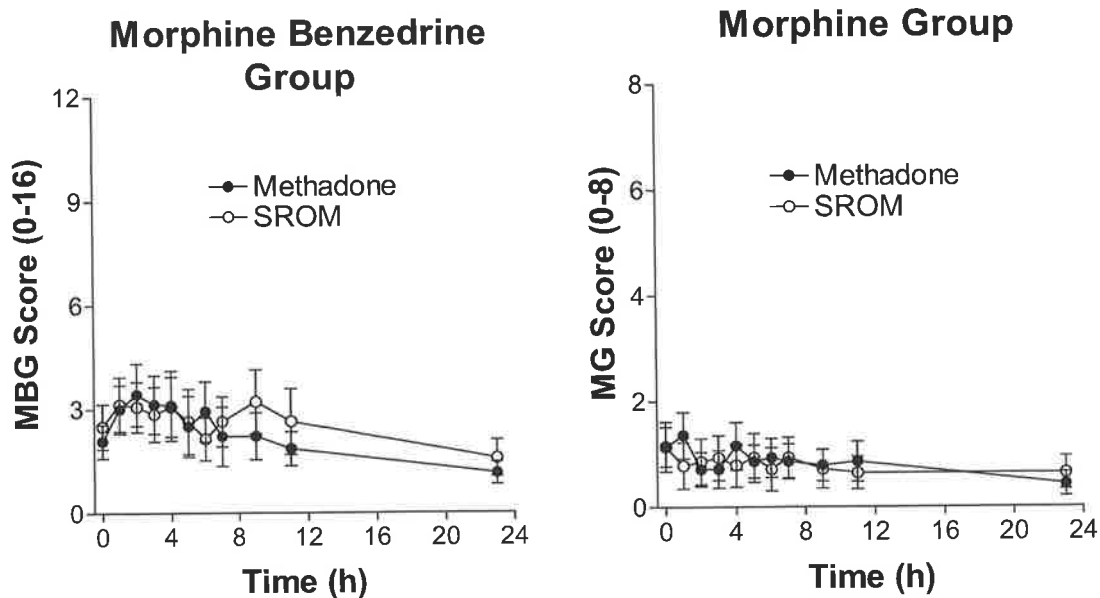 Morphine Benzedrine
Group
MBG Score (0-16)
12
9
6
3
0
Methadone
SROM
0 4 8 12 16 20 24
Time (h)
Morphine Group
MG Score (0-8)
8
6
4
2
0
Methadone
SROM
0 4 8 12 16 20 24
Time (h)